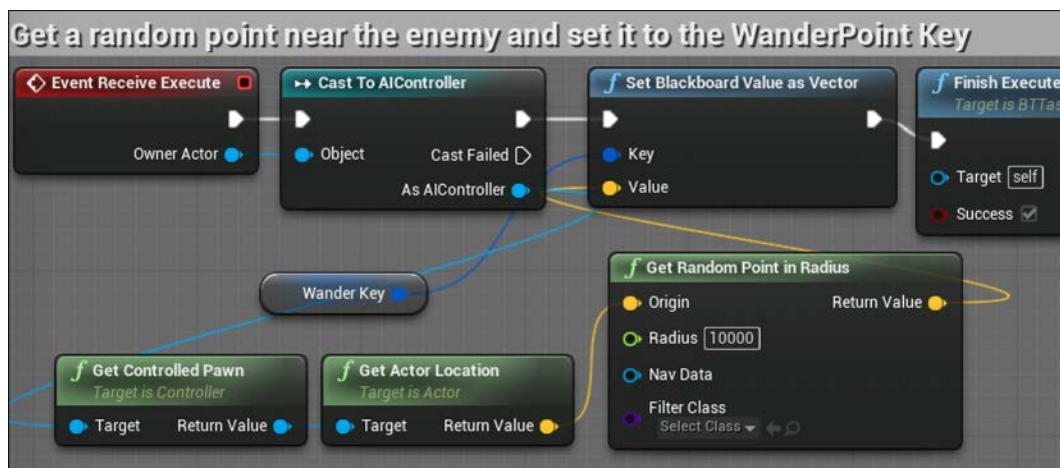 Get a random point near the enemy and set it to the WanderPoint Key
Event Receive Execute
Owner Actor
Cast To AIController
Object
Cast Failed
As AIController
f Set Blackboard Value as Vector
Key
Value
f Finish Execute
Target is BTTas
Target self
Success
Wander Key
f Get Controlled Pawn
Target is Controller
Target Return Value
f Get Actor Location
Target is Actor
Target Return Value
f Get Random Point in Radius
Origin Return Value
Radius 10000
Nav Data
Filter Class
Select Class